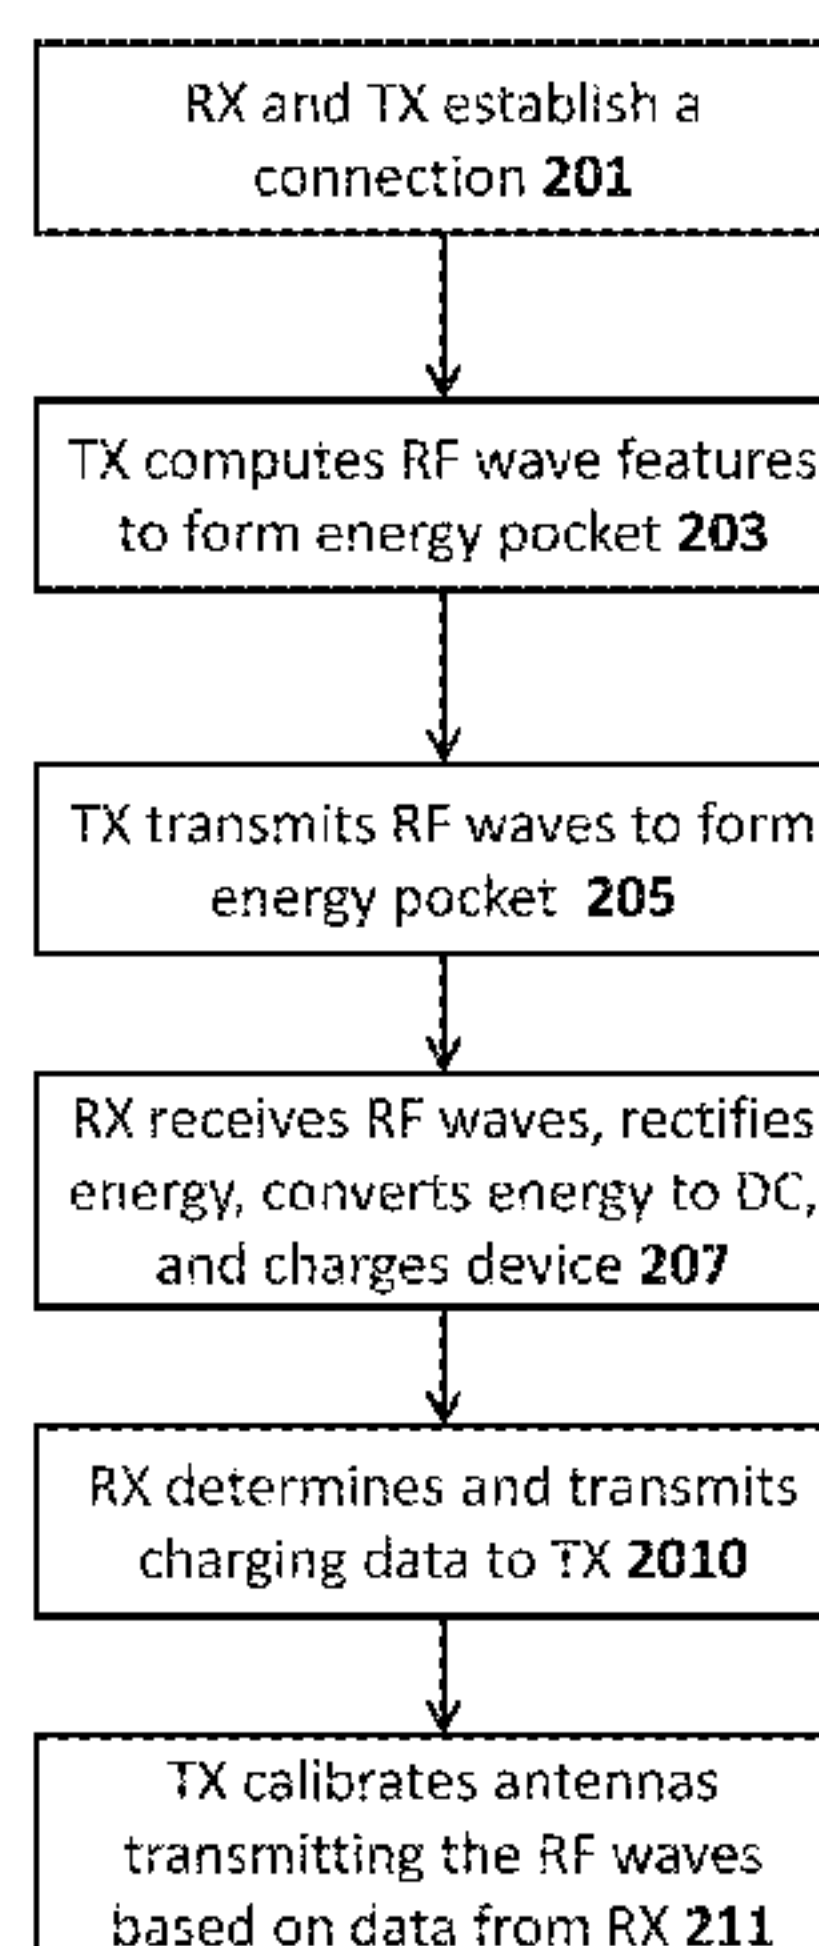 RX and TX establish a
connection 201
TX computes RF wave features
to form energy pocket 203
TX transmits RF waves to form
energy pocket 205
RX receives RF waves, rectifies
energy, converts energy to DC,
and charges device 207
RX determines and transmits
charging data to TX 2010
TX calibrates antennas
transmitting the RF waves
based on data from RX 211